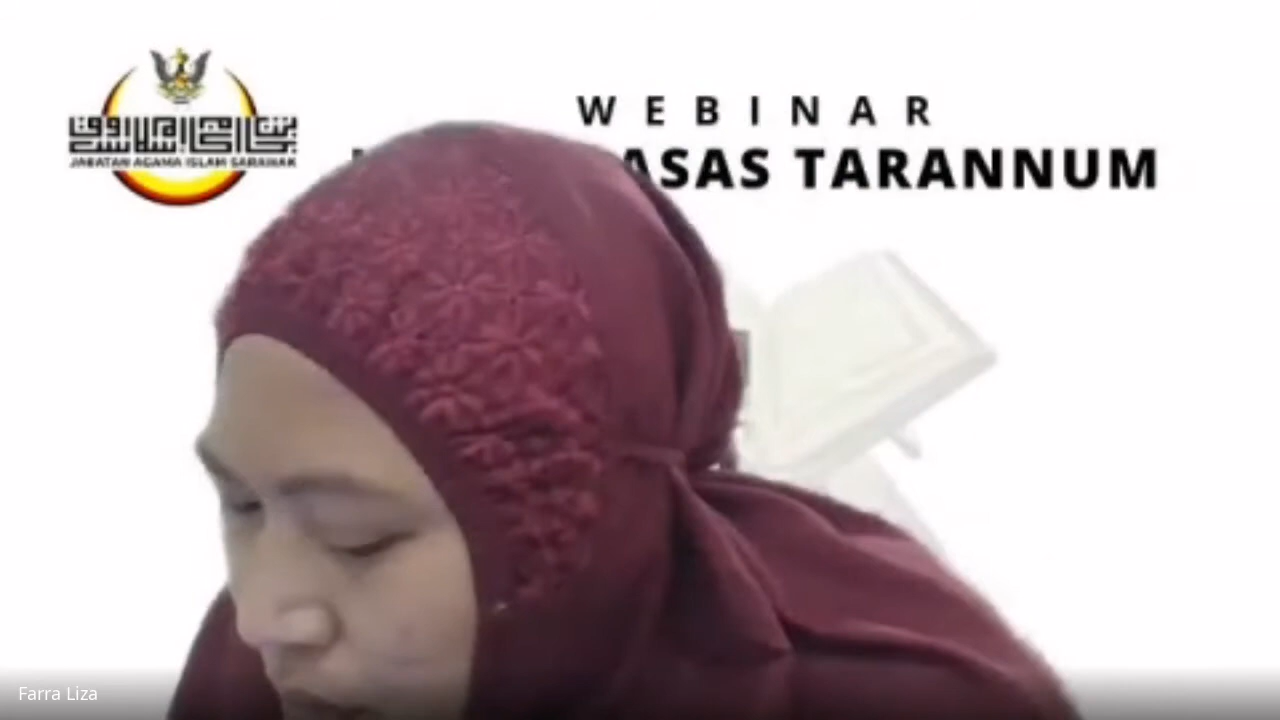 WEBINAR
ASAS TARANNUM
JABATAN AGAMA ISLAM SARAWAK
Farra Liza